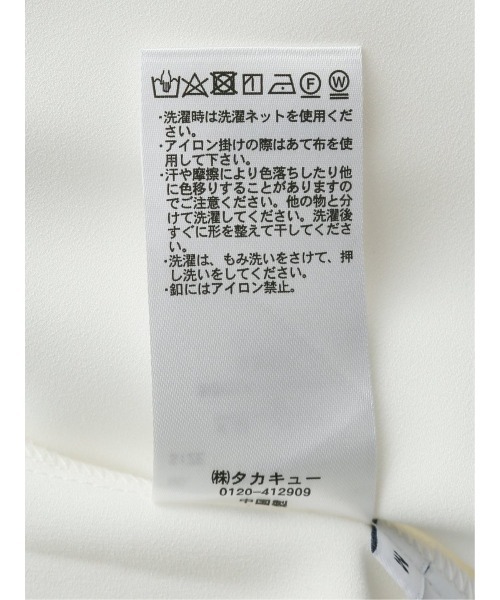 F W
・洗濯時は洗濯ネットを使用くだ
さい。
・アイロン掛けの際はあて布を使
用して下さい。
・汗や摩擦により色落ちしたり他
に色移りすることがありますの
でご注意ください。他の物と分
けて洗濯してください。洗濯後
すぐに形を整えて干してくださ
い。
・洗濯は、もみ洗いをさけて、押
し洗いをしてください。
・釦にはアイロン禁止。
㈱タカキュー
0120-412909
中国製